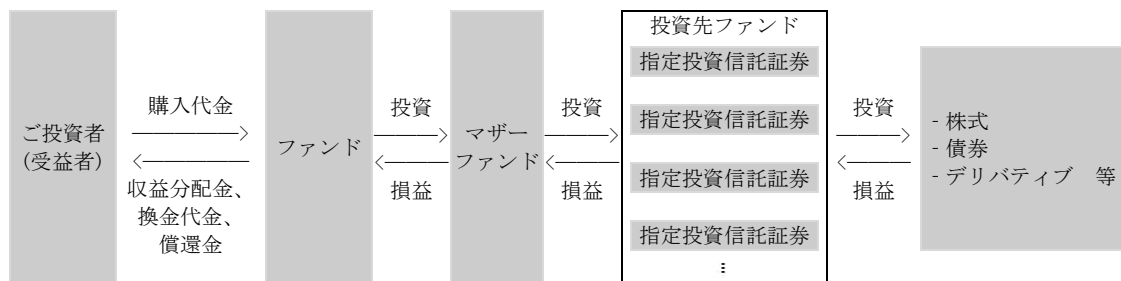 ご投資者
(受益者)
購入代金
収益分配金、
換金代金、
償還金
ファンド
投資
損益
マザー
ファンド
投資
損益
投資先ファンド
指定投資信託証券
指定投資信託証券
指定投資信託証券
指定投資信託証券
⋮
投資
損益
- 株式
- 債券
- デリバティブ　等